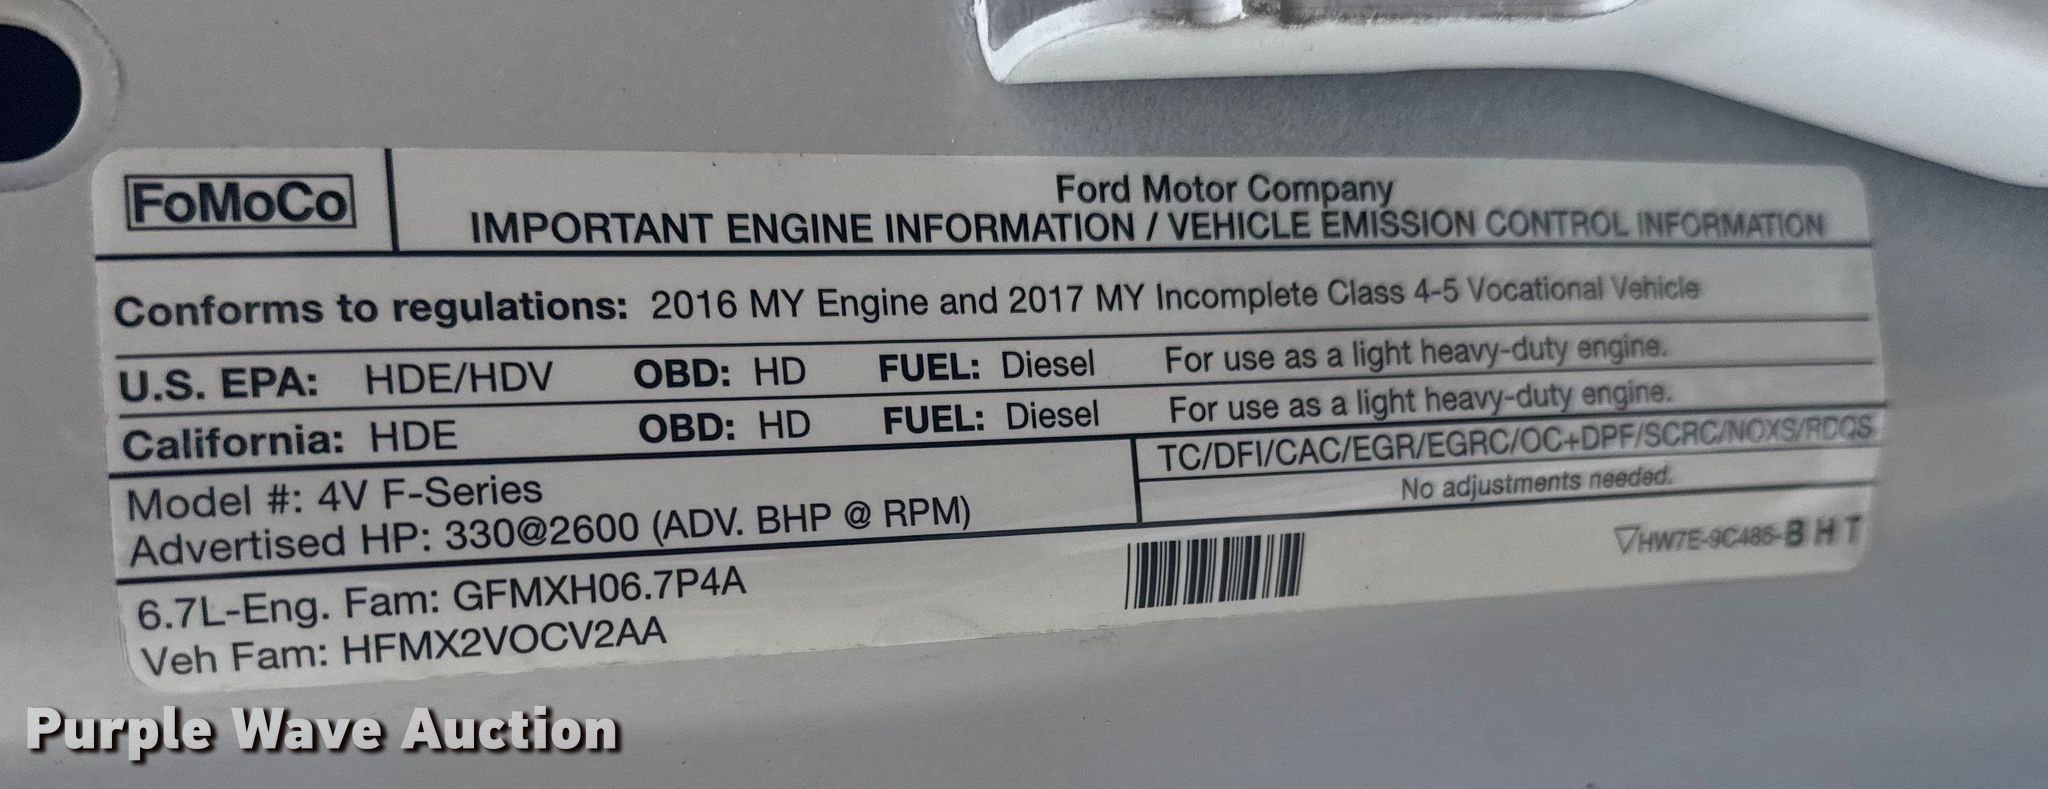 FoMoCo
Ford Motor Company
IMPORTANT ENGINE INFORMATION / VEHICLE EMISSION CONTROL INFORMATION
Conforms to regulations: 2016 MY Engine and 2017 MY Incomplete Class 4-5 Vocational Vehicle
U.S. EPA: HDE/HDV OBD: HD FUEL: Diesel For use as a light heavy-duty engine.
California: HDE OBD: HD FUEL: Diesel For use as a light heavy-duty engine.
TC/DFI/CAC/EGR/EGRC/OC+DPF/SCRC/NOXS/RDQS
Model #: 4V F-Series
No adjustments needed.
Advertised HP: 330@2600 (ADV. BHP @ RPM)
HW7E-9C485-BHT
6.7L-Eng. Fam: GFMXH06.7P4A
Veh Fam: HFMX2VOCV2AA
Purple Wave Auction